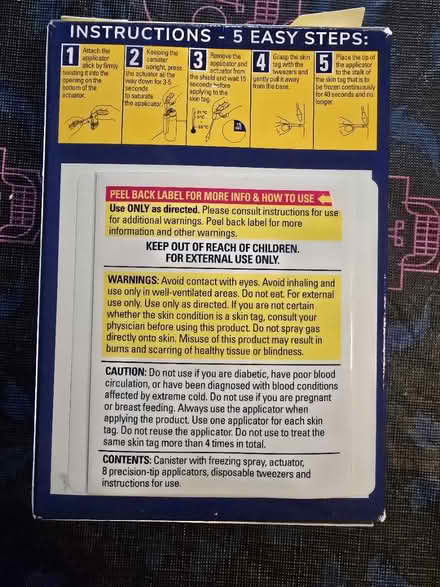 INSTRUCTIONS - 5 EASY STEPS:
1 Attach the
applicator
stick by firmly
twisting it into the
opening on the
bottom of the
actuator.
2 Keeping the
canister
upright, press
the actuator all the
way down for 3-5
seconds
to saturate
the applicator.
3 Remove the
applicator and
actuator from
the shield and wait 15
seconds before
applying to the
skin tag.
4 Grasp the skin
tag with the
tweezers and
gently pull it away
from the base.
5 Place the tip of
the applicator
to the stalk of
the skin tag that is to
be frozen continuously
for 40 seconds and no
longer.
PEEL BACK LABEL FOR MORE INFO & HOW TO USE
Use ONLY as directed. Please consult instructions for use
for additional warnings. Peel back label for more
information and other warnings.
KEEP OUT OF REACH OF CHILDREN.
FOR EXTERNAL USE ONLY.
WARNINGS: Avoid contact with eyes. Avoid inhaling and
use only in well-ventilated areas. Do not eat. For external
use only. Use only as directed. If you are not certain
whether the skin condition is a skin tag, consult your
physician before using this product. Do not spray gas
directly onto skin. Misuse of this product may result in
burns and scarring of healthy tissue or blindness.
CAUTION: Do not use if you are diabetic, have poor blood
circulation, or have been diagnosed with blood conditions
affected by extreme cold. Do not use if you are pregnant
or breast feeding. Always use the applicator when
applying the product. Use one applicator for each skin
tag. Do not reuse the applicator. Do not use to treat the
same skin tag more than 4 times in total.
CONTENTS: Canister with freezing spray, actuator,
8 precision-tip applicators, disposable tweezers and
instructions for use.